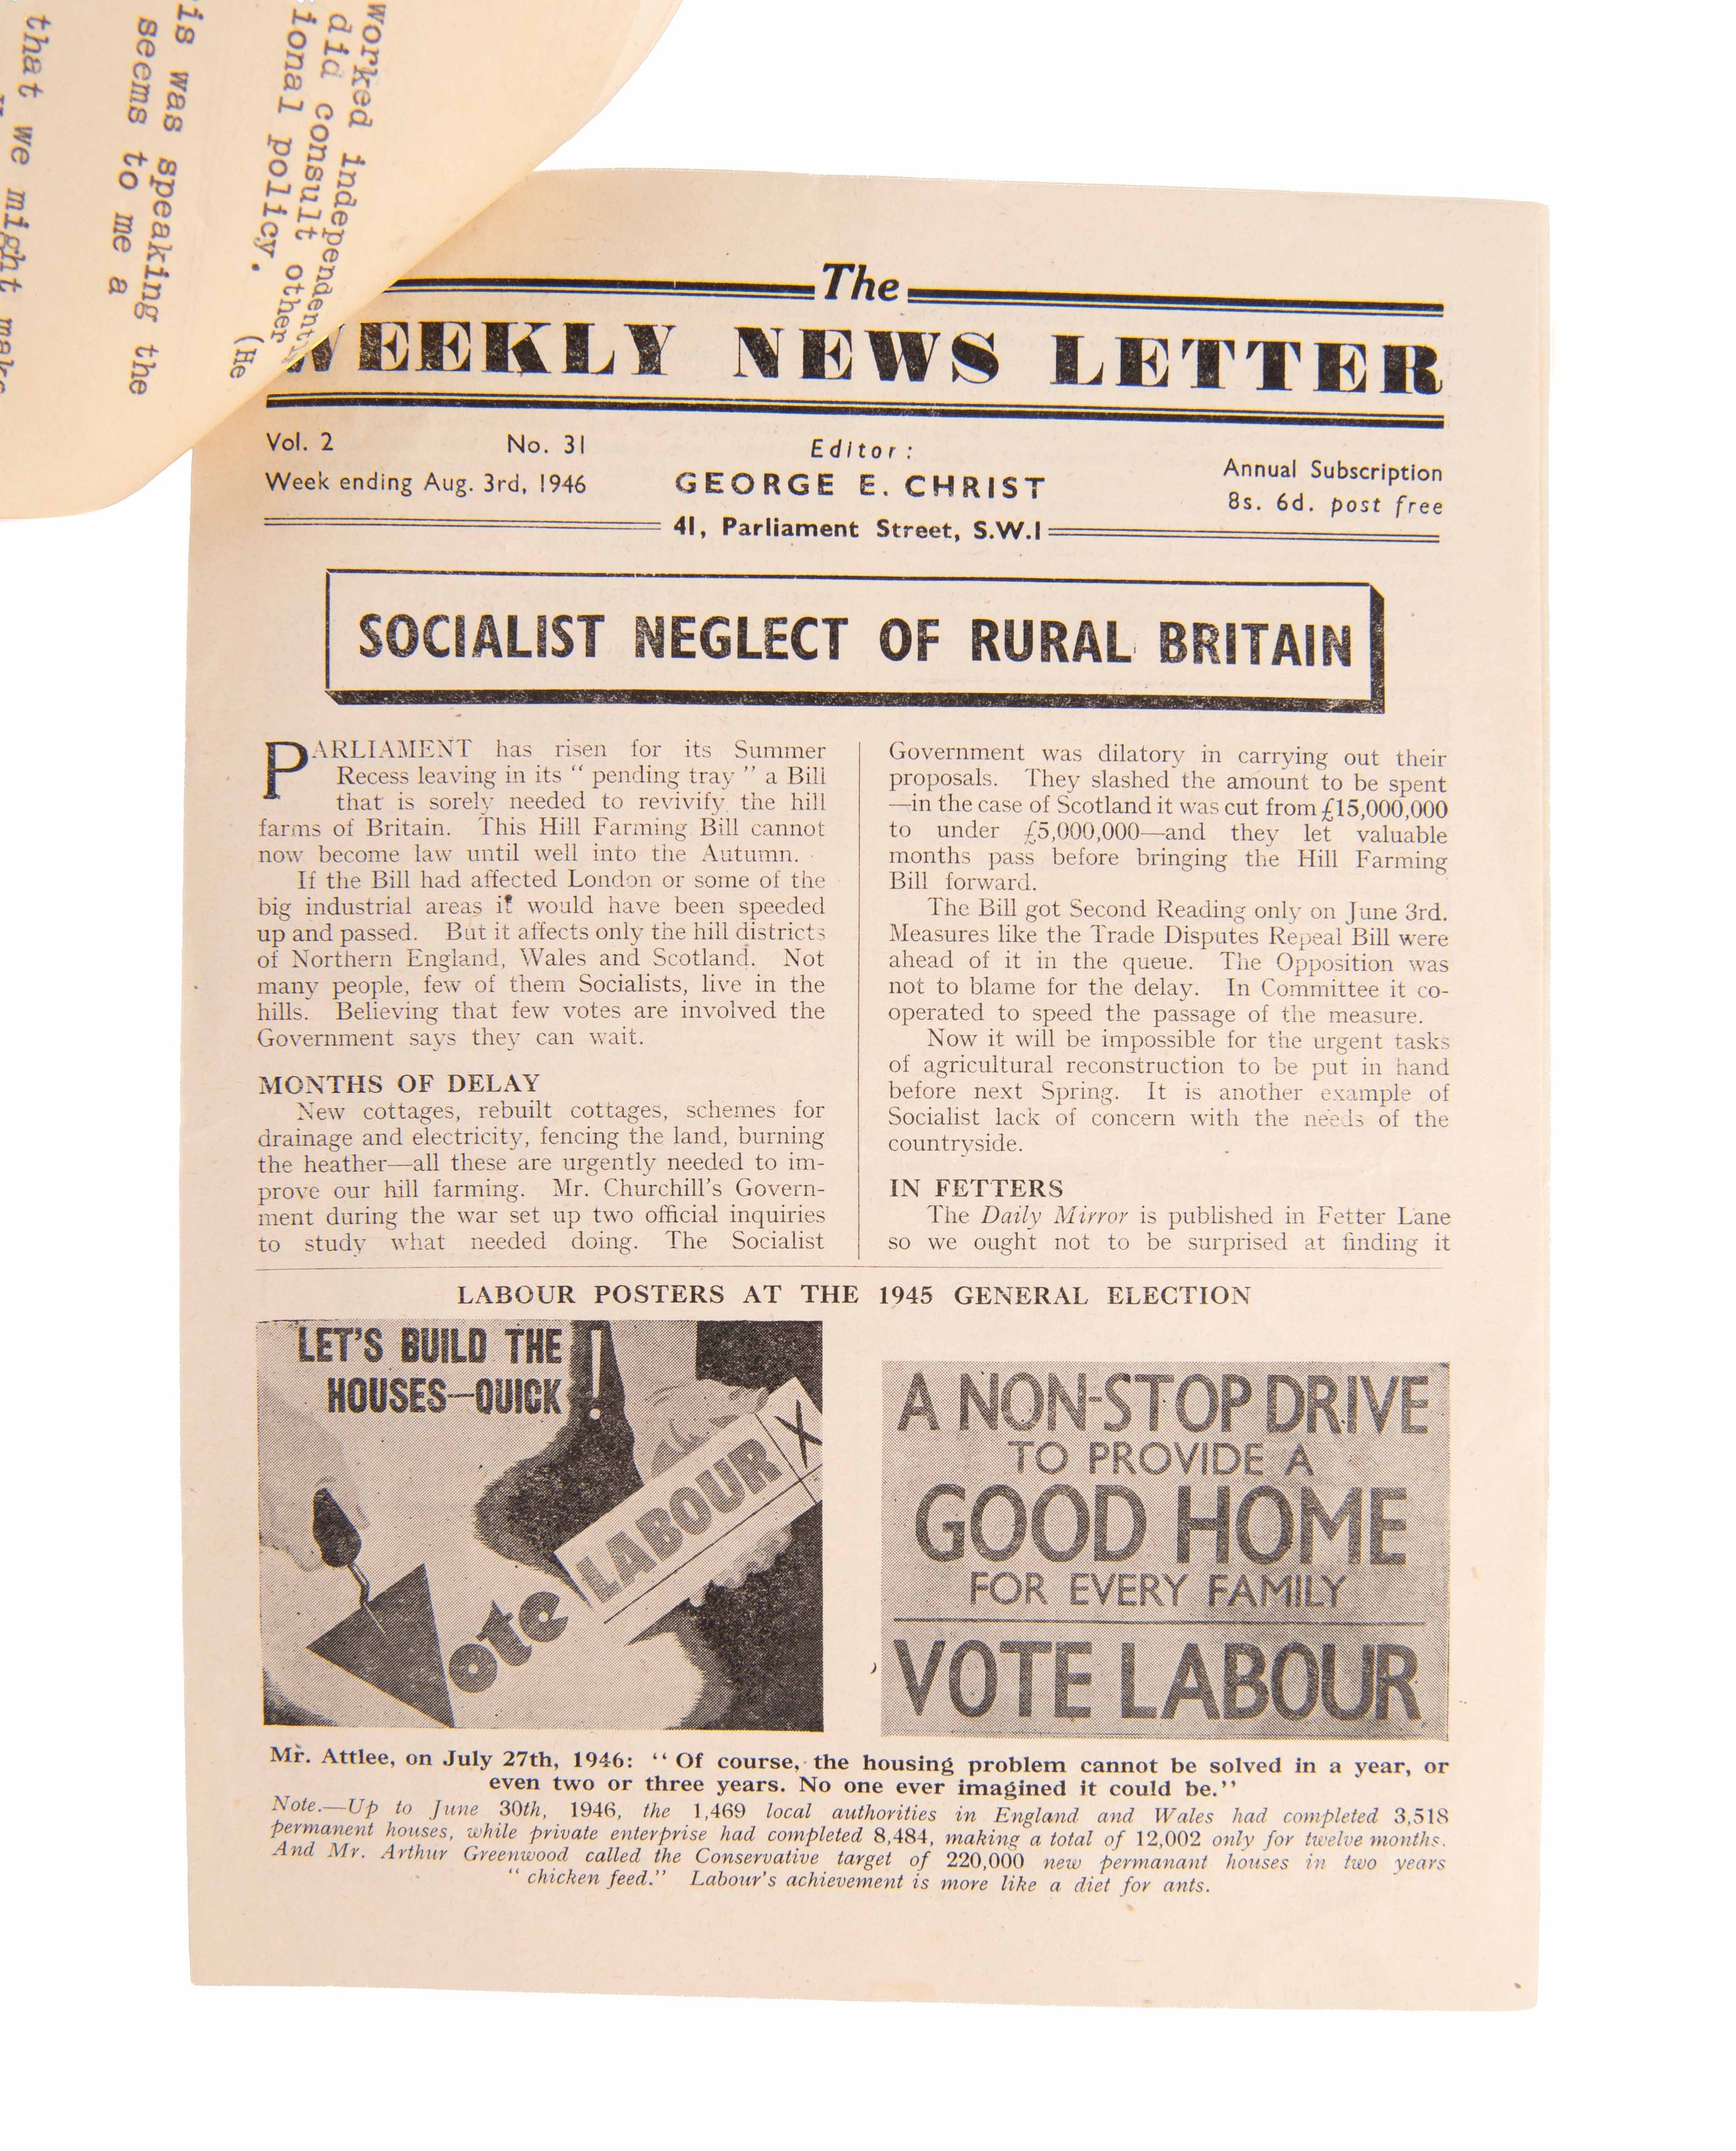 worked independent
did consult other
ional policy.
(He
is was speaking the
seems to me a
that we might make
The
WEEKLY NEWS LETTER
Vol. 2 No. 31
Week ending Aug. 3rd, 1946
Editor:
GEORGE E. CHRIST
41, Parliament Street, S.W.1
Annual Subscription
8s. 6d. post free
SOCIALIST NEGLECT OF RURAL BRITAIN
PARLIAMENT has risen for its Summer
Recess leaving in its “ pending tray ” a Bill
that is sorely needed to revivify the hill
farms of Britain. This Hill Farming Bill cannot
now become law until well into the Autumn.
If the Bill had affected London or some of the
big industrial areas it would have been speeded
up and passed. But it affects only the hill districts
of Northern England, Wales and Scotland. Not
many people, few of them Socialists, live in the
hills. Believing that few votes are involved the
Government says they can wait.
MONTHS OF DELAY
New cottages, rebuilt cottages, schemes for
drainage and electricity, fencing the land, burning
the heather—all these are urgently needed to im-
prove our hill farming. Mr. Churchill's Govern-
ment during the war set up two official inquiries
to study what needed doing. The Socialist
Government was dilatory in carrying out their
proposals. They slashed the amount to be spent
—in the case of Scotland it was cut from £15,000,000
to under £5,000,000—and they let valuable
months pass before bringing the Hill Farming
Bill forward.
The Bill got Second Reading only on June 3rd.
Measures like the Trade Disputes Repeal Bill were
ahead of it in the queue. The Opposition was
not to blame for the delay. In Committee it co-
operated to speed the passage of the measure.
Now it will be impossible for the urgent tasks
of agricultural reconstruction to be put in hand
before next Spring. It is another example of
Socialist lack of concern with the needs of the
countryside.
IN FETTERS
The Daily Mirror is published in Fetter Lane
so we ought not to be surprised at finding it
LABOUR POSTERS AT THE 1945 GENERAL ELECTION
LET'S BUILD THE
HOUSES—QUICK!
Vote LABOUR X
A NON-STOP DRIVE
TO PROVIDE A
GOOD HOME
FOR EVERY FAMILY
VOTE LABOUR
Mr. Attlee, on July 27th, 1946: “ Of course, the housing problem cannot be solved in a year, or
even two or three years. No one ever imagined it could be.”
Note.—Up to June 30th, 1946, the 1,469 local authorities in England and Wales had completed 3,518
permanent houses, while private enterprise had completed 8,484, making a total of 12,002 only for twelve months.
And Mr. Arthur Greenwood called the Conservative target of 220,000 new permanant houses in two years
“ chicken feed.” Labour's achievement is more like a diet for ants.